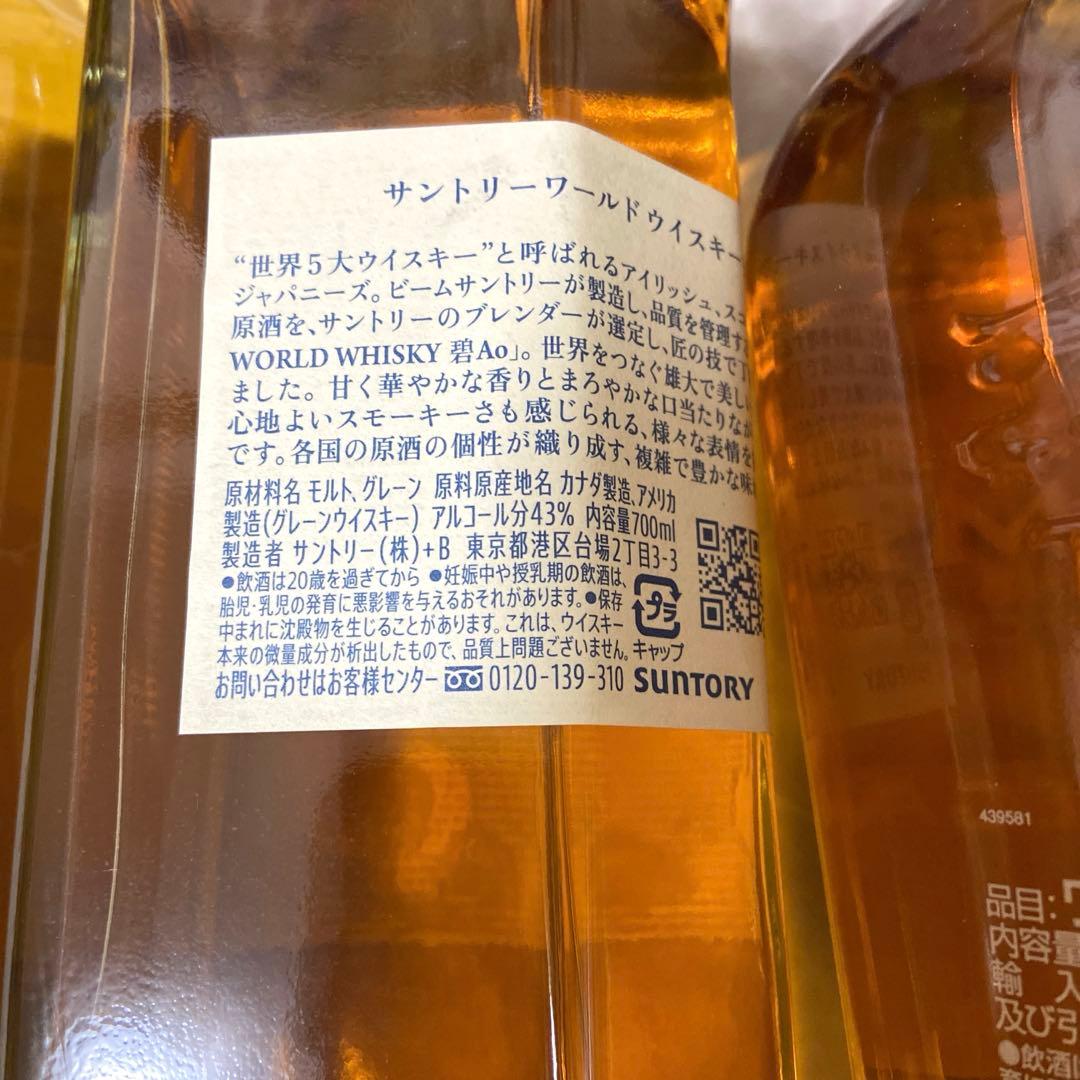 サントリーワールドウイスキー
“世界5大ウイスキー”と呼ばれるアイリッシュ、スコ
ジャパニーズ。ビームサントリーが製造し、品質を管理す
原酒を、サントリーのブレンダーが選定し、匠の技で丁
WORLD WHISKY 碧Ao」。世界をつなぐ雄大で美し
ました。甘く華やかな香りとまろやかな口当たりなが
心地よいスモーキーさも感じられる、様々な表情を
です。各国の原酒の個性が織り成す、複雑で豊かな味
原材料名 モルト、グレーン 原料原産地名 カナダ製造、アメリカ
製造(グレーンウイスキー) アルコール分43% 内容量700ml
製造者 サントリー(株)+B 東京都港区台場2丁目3-3
●飲酒は20歳を過ぎてから ●妊娠中や授乳期の飲酒は、
胎児・乳児の発育に悪影響を与えるおそれがあります。●保存
中まれに沈殿物を生じることがあります。これは、ウイスキー
本来の微量成分が析出したもので、品質上問題ございません。キャップ
プラ
お問い合わせはお客様センター 0120-139-310 SUNTORY
439581
品目:
内容量
輸 入
及び引
●飲酒は